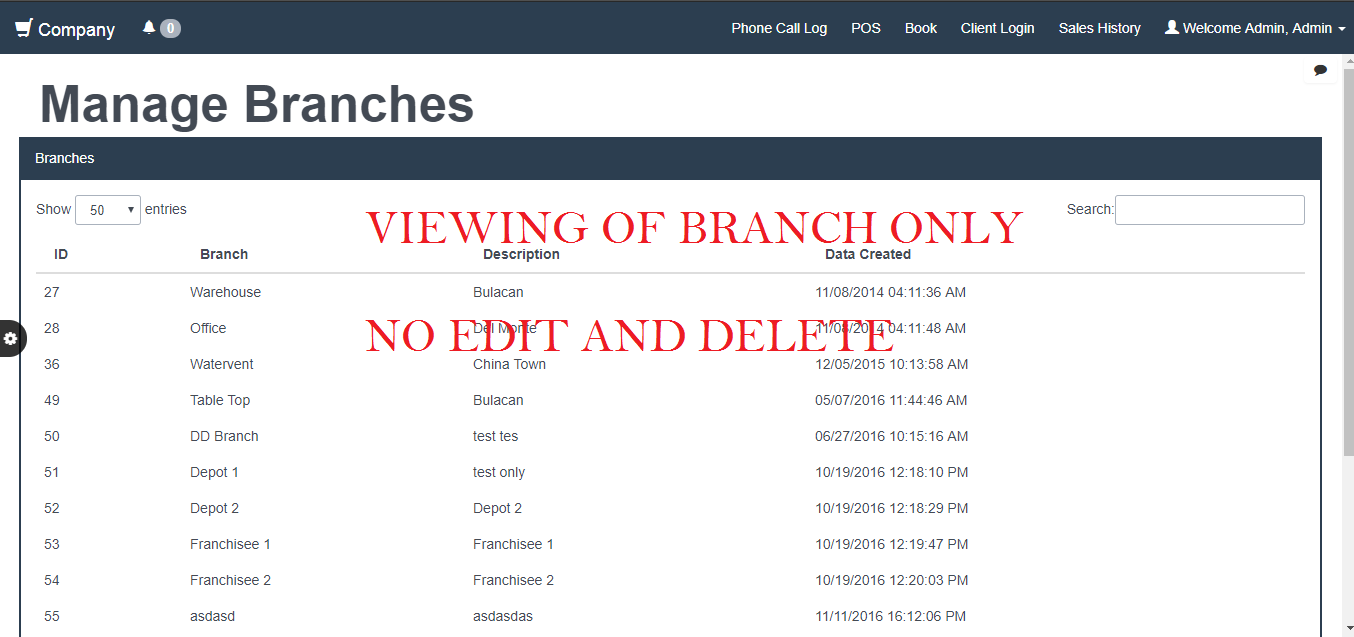 Company 0 Phone Call Log POS Book Client Login Sales History Welcome Admin, Admin
Manage Branches
Branches
Show 50 entries Search:
VIEWING OF BRANCH ONLY
ID Branch Description Data Created
27 Warehouse Bulacan 11/08/2014 04:11:36 AM
28 Office Del Monte 11/08/2014 04:11:48 AM
NO EDIT AND DELETE
36 Watervent China Town 12/05/2015 10:13:58 AM
49 Table Top Bulacan 05/07/2016 11:44:46 AM
50 DD Branch test tes 06/27/2016 10:15:16 AM
51 Depot 1 test only 10/19/2016 12:18:10 PM
52 Depot 2 Depot 2 10/19/2016 12:18:29 PM
53 Franchisee 1 Franchisee 1 10/19/2016 12:19:47 PM
54 Franchisee 2 Franchisee 2 10/19/2016 12:20:03 PM
55 asdasd asdasdas 11/11/2016 16:12:06 PM